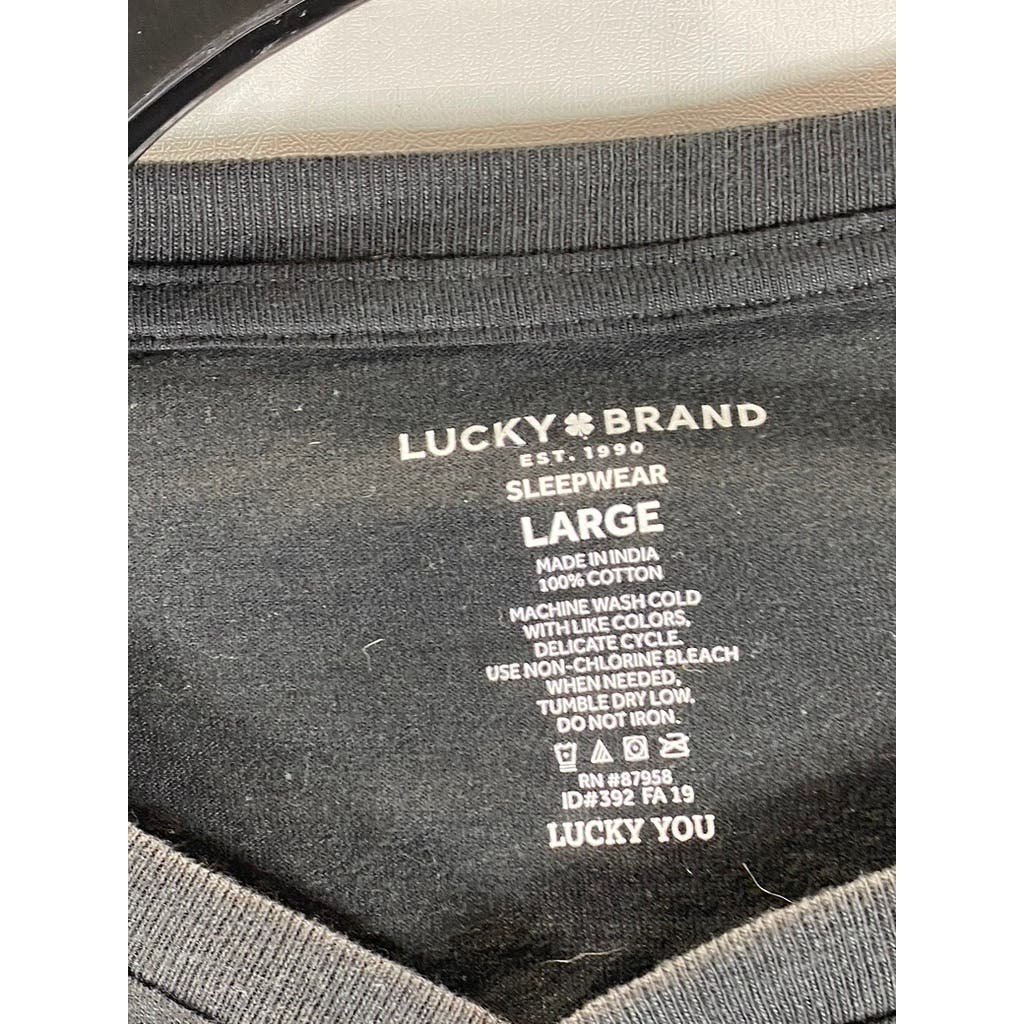 LUCKY BRAND
EST. 1990
SLEEPWEAR
LARGE
MADE IN INDIA
100% COTTON
MACHINE WASH COLD
WITH LIKE COLORS,
DELICATE CYCLE.
USE NON-CHLORINE BLEACH
WHEN NEEDED,
TUMBLE DRY LOW,
DO NOT IRON.
RN #87958
ID#392 FA 19
LUCKY YOU